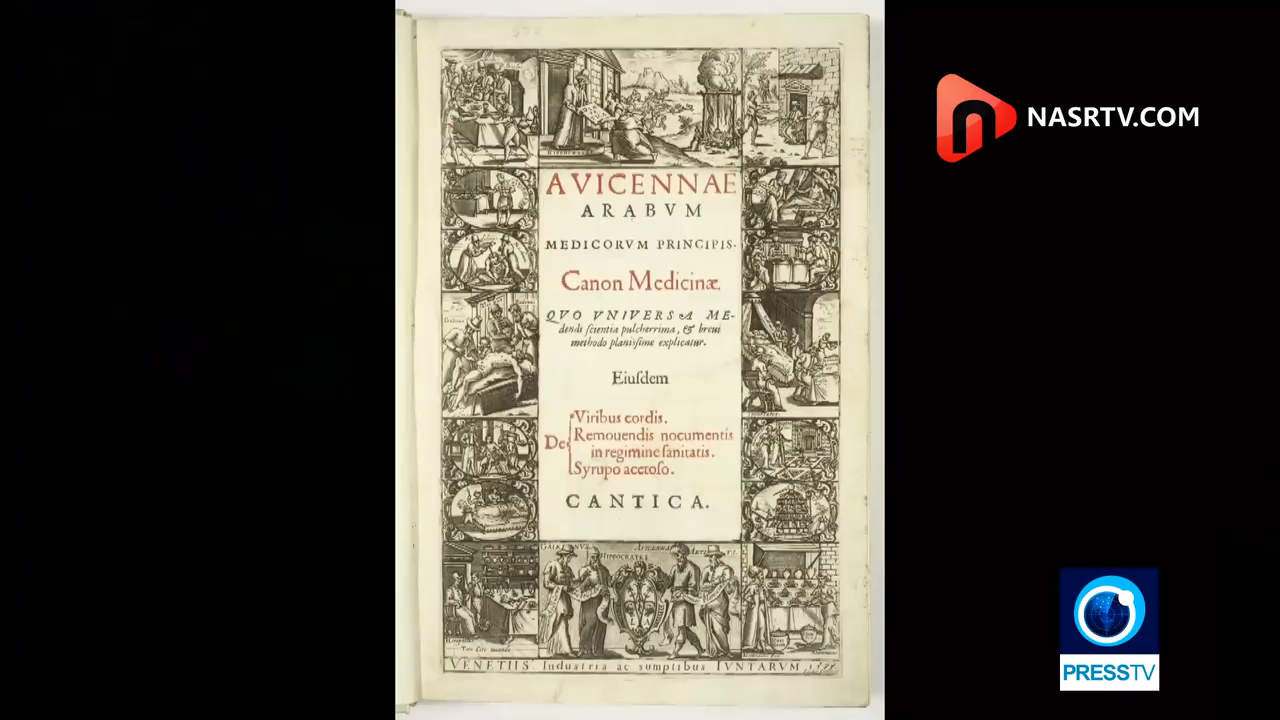 NASRTV.COM
AVICENNAE
ARABVM
MEDICORVM PRINCIPIS.
Canon Medicinæ.
QVO VNIVERSA ME-
dendi ſcientia pulcherrima, & breui
methodo planiſſime explicatur.
Eiuſdem
De
Viribus cordis.
Remouendis nocumentis
in regimine ſanitatis.
Syrupo acetoſo.
CANTICA.
HIPPOCRATES
VENETIIS. Induſtria ac sumptibus IVNTARVM
PRESSTV